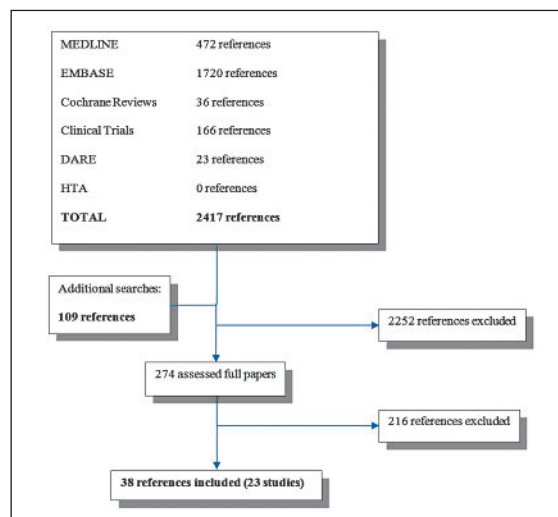 MEDLINE 472 references
EMBASE 1720 references
Cochrane Reviews 36 references
Clinical Trials 166 references
DARE 23 references
HTA 0 references
TOTAL 2417 references
Additional searches:
109 references
2252 references excluded
274 assessed full papers
216 references excluded
38 references included (23 studies)